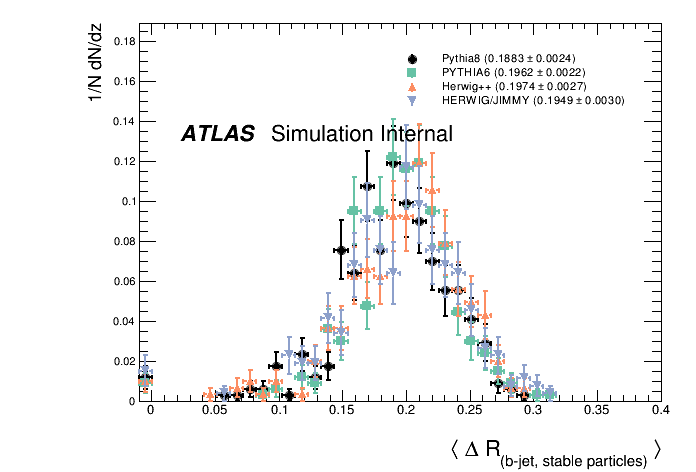 1/N dN/dz
0.18
0.16
0.14
0.12
0.1
0.08
0.06
0.04
0.02
0
Pythia8 (0.1883 ± 0.0024)
PYTHIA6 (0.1962 ± 0.0022)
Herwig++ (0.1974 ± 0.0027)
HERWIG/JIMMY (0.1949 ± 0.0030)
ATLAS Simulation Internal
0 0.05 0.1 0.15 0.2 0.25 0.3 0.35 0.4
⟨ Δ R(b-jet, stable particles) ⟩